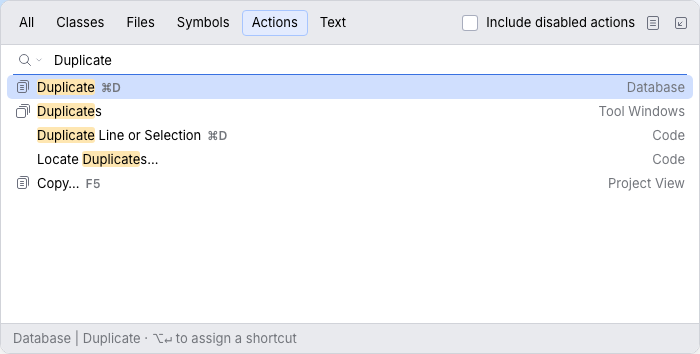 All Classes Files Symbols Actions Text Include disabled actions
Duplicate
Duplicate ⌘D Database
Duplicates Tool Windows
Duplicate Line or Selection ⌘D Code
Locate Duplicates... Code
Copy... F5 Project View
Database | Duplicate · ⌥↵ to assign a shortcut